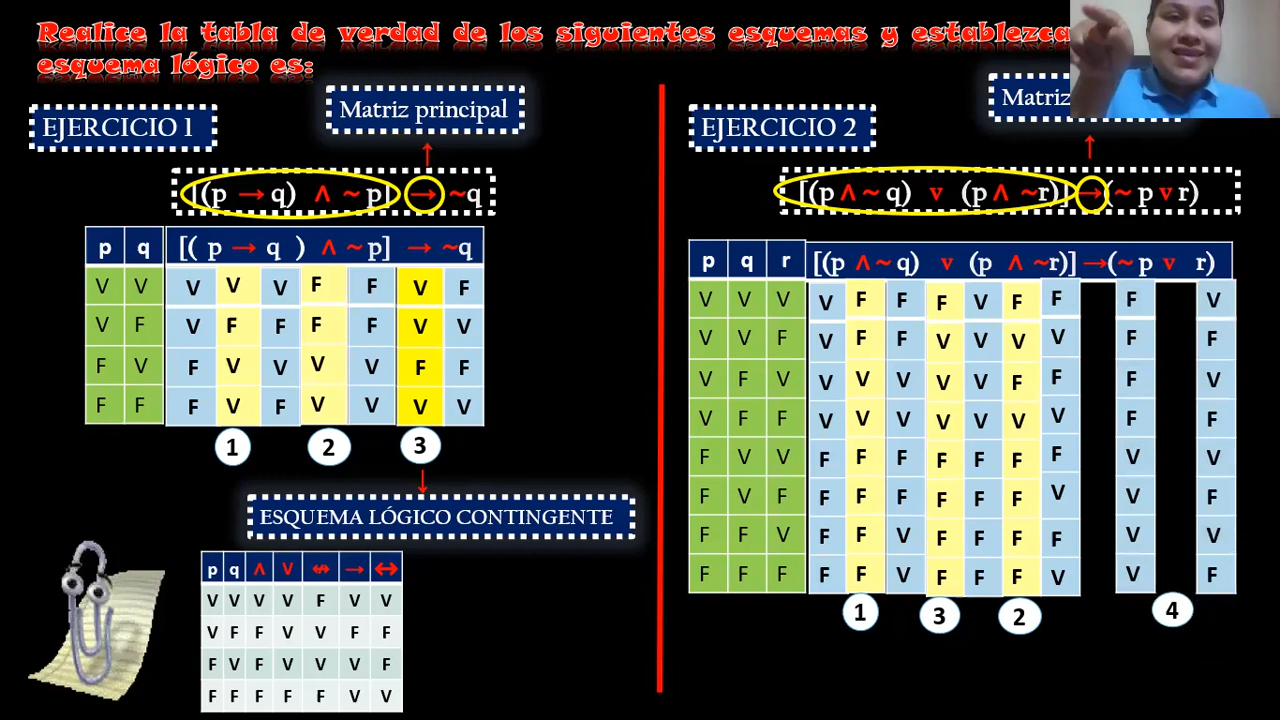 Realice la tabla de verdad de los siguientes esquemas y establezca
esquema lógico es:
EJERCICIO 1
Matriz principal
[(p → q) ∧ ~ p] → ~q
p q [( p → q ) ∧ ~ p] → ~q
V V V V V F F V F
V F V F F F F V V
F V F V V V V F F
F F F V F V V V V
1 2 3
ESQUEMA LÓGICO CONTINGENTE
p q ∧ v ↮ → ↔
V V V V F V V
V F F V V F F
F V F V V V F
F F F F F V V
EJERCICIO 2
Matriz
[(p ∧ ~ q) v (p ∧ ~r)] → (~ p v r)
p q r [(p ∧ ~ q) v (p ∧ ~r)] → (~ p v r)
V V V V F F F V F F F V
V V F V F F V V V V F F
V F V V V V V V F F F V
V F F V V V V V V V F F
F V V F F F F F F F V V
F V F F F F F F F V V F
F F V F F V F F F F V V
F F F F F V F F F V V F
1 3 2 4